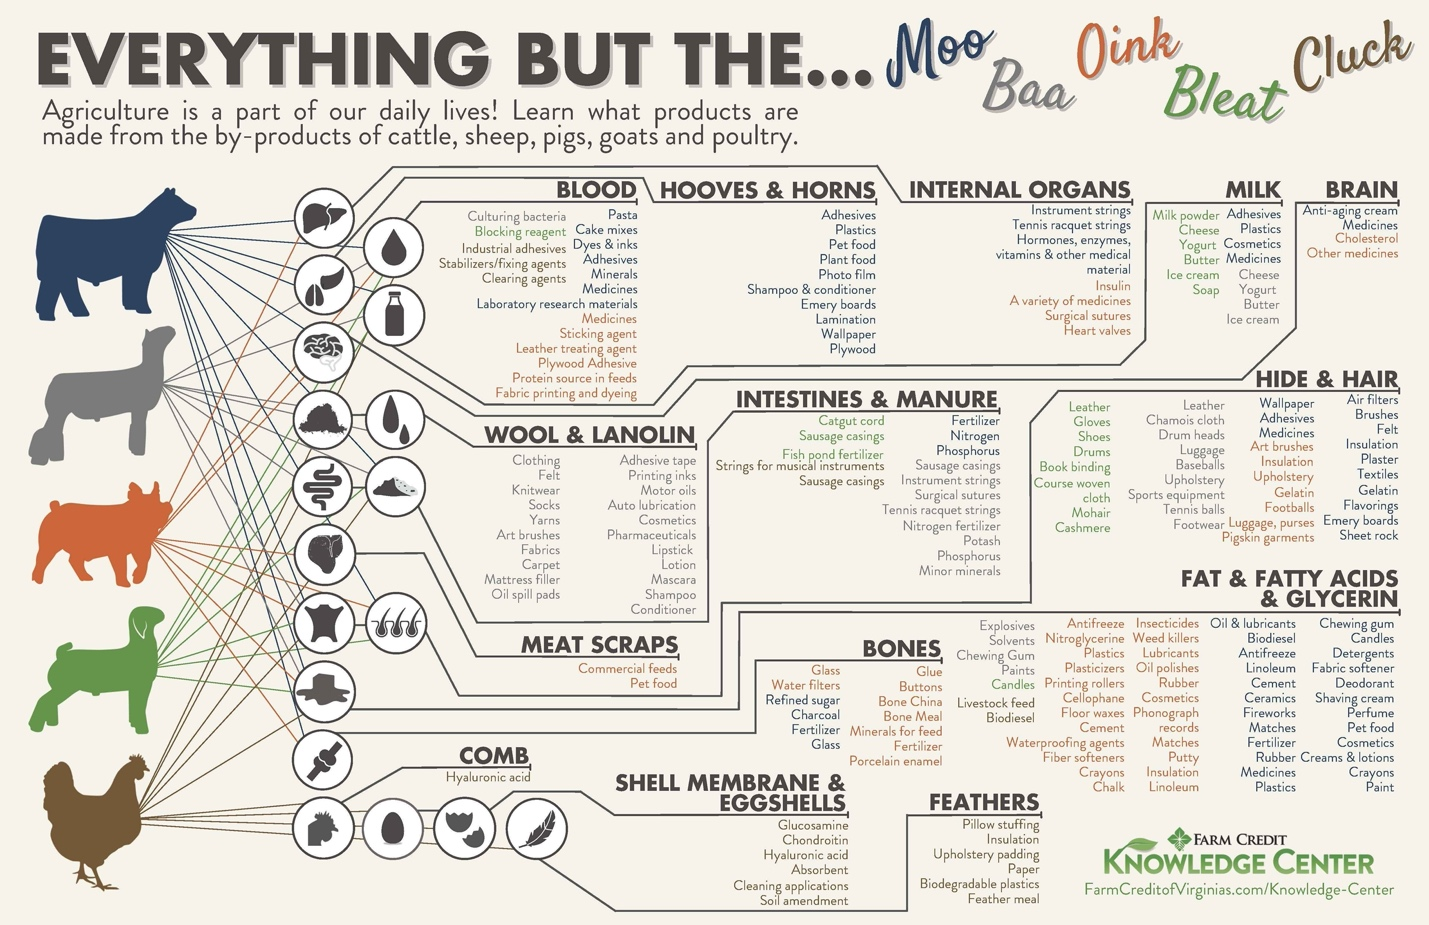 EVERYTHING BUT THE...
Moo
Baa
Oink
Bleat
Cluck
Agriculture is a part of our daily lives! Learn what products are
made from the by-products of cattle, sheep, pigs, goats and poultry.
BLOOD
Culturing bacteria
Blocking reagent
Industrial adhesives
Stabilizers/fixing agents
Clearing agents
Pasta
Cake mixes
Dyes & inks
Adhesives
Minerals
Medicines
Laboratory research materials
Medicines
Sticking agent
Leather treating agent
Plywood Adhesive
Protein source in feeds
Fabric printing and dyeing
HOOVES & HORNS
Adhesives
Plastics
Pet food
Plant food
Photo film
Shampoo & conditioner
Emery boards
Lamination
Wallpaper
Plywood
INTERNAL ORGANS
Instrument strings
Tennis racquet strings
Hormones, enzymes,
vitamins & other medical
material
Insulin
A variety of medicines
Surgical sutures
Heart valves
MILK
Milk powder
Cheese
Yogurt
Butter
Ice cream
Soap
Adhesives
Plastics
Cosmetics
Medicines
Cheese
Yogurt
Butter
Ice cream
BRAIN
Anti-aging cream
Medicines
Cholesterol
Other medicines
WOOL & LANOLIN
Clothing
Felt
Knitwear
Socks
Yarns
Art brushes
Fabrics
Carpet
Mattress filler
Oil spill pads
Adhesive tape
Printing inks
Motor oils
Auto lubrication
Cosmetics
Pharmaceuticals
Lipstick
Lotion
Mascara
Shampoo
Conditioner
INTESTINES & MANURE
Catgut cord
Sausage casings
Fish pond fertilizer
Strings for musical instruments
Sausage casings
Fertilizer
Nitrogen
Phosphorus
Sausage casings
Instrument strings
Surgical sutures
Tennis racquet strings
Nitrogen fertilizer
Potash
Phosphorus
Minor minerals
HIDE & HAIR
Leather
Gloves
Shoes
Drums
Book binding
Course woven
cloth
Mohair
Cashmere
Leather
Chamois cloth
Drum heads
Luggage
Baseballs
Upholstery
Sports equipment
Tennis balls
Footwear
Wallpaper
Adhesives
Medicines
Art brushes
Insulation
Upholstery
Gelatin
Footballs
Luggage, purses
Pigskin garments
Air filters
Brushes
Felt
Insulation
Plaster
Textiles
Gelatin
Flavorings
Emery boards
Sheet rock
MEAT SCRAPS
Commercial feeds
Pet food
BONES
Glass
Water filters
Refined sugar
Charcoal
Fertilizer
Glass
Glue
Buttons
Bone China
Bone Meal
Minerals for feed
Fertilizer
Porcelain enamel
FAT & FATTY ACIDS
& GLYCERIN
Explosives
Solvents
Chewing Gum
Paints
Candles
Livestock feed
Biodiesel
Antifreeze
Nitroglycerine
Plastics
Plasticizers
Printing rollers
Cellophane
Floor waxes
Cement
Waterproofing agents
Fiber softeners
Crayons
Chalk
Insecticides
Weed killers
Lubricants
Oil polishes
Rubber
Cosmetics
Phonograph
records
Matches
Putty
Insulation
Linoleum
Oil & lubricants
Biodiesel
Antifreeze
Linoleum
Cement
Ceramics
Fireworks
Matches
Fertilizer
Rubber
Medicines
Plastics
Chewing gum
Candles
Detergents
Fabric softener
Deodorant
Shaving cream
Perfume
Pet food
Cosmetics
Creams & lotions
Crayons
Paint
COMB
Hyaluronic acid
SHELL MEMBRANE &
EGGSHELLS
Glucosamine
Chondroitin
Hyaluronic acid
Absorbent
Cleaning applications
Soil amendment
FEATHERS
Pillow stuffing
Insulation
Upholstery padding
Paper
Biodegradable plastics
Feather meal
FARM CREDIT
KNOWLEDGE CENTER
FarmCreditofVirginias.com/Knowledge-Center